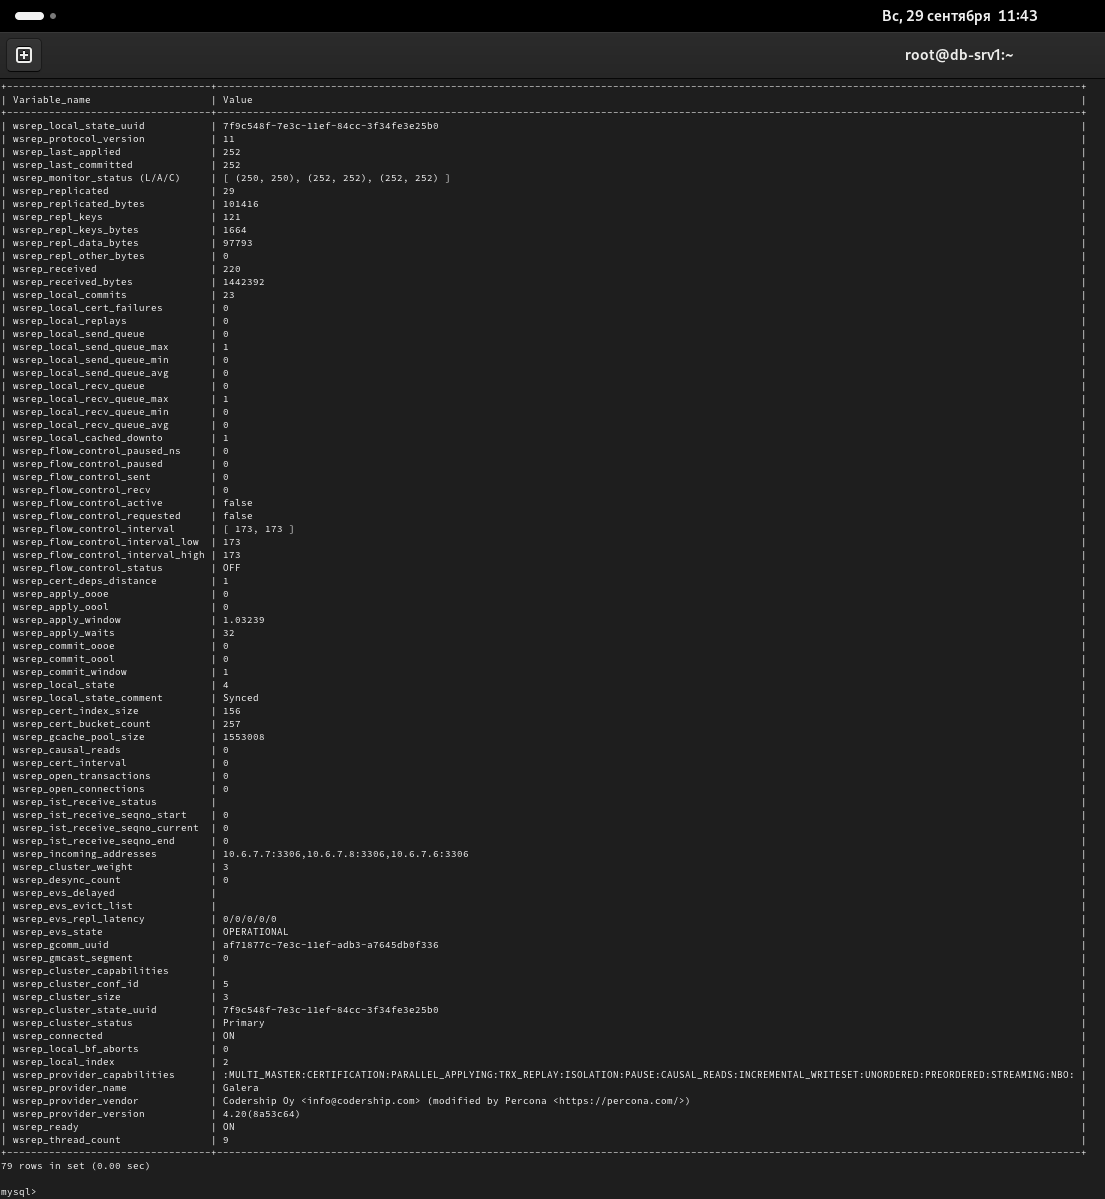 Вс, 29 сентября 11:43
root@db-srv1:~
+----------------------------------+------------------------------------------------+
| Variable_name | Value |
+----------------------------------+------------------------------------------------+
| wsrep_local_state_uuid | 7f9c548f-7e3c-11ef-84cc-3f34fe3e25b0 |
| wsrep_protocol_version | 11 |
| wsrep_last_applied | 252 |
| wsrep_last_committed | 252 |
| wsrep_monitor_status (L/A/C) | [ (250, 250), (252, 252), (252, 252) ] |
| wsrep_replicated | 29 |
| wsrep_replicated_bytes | 101416 |
| wsrep_repl_keys | 121 |
| wsrep_repl_keys_bytes | 1664 |
| wsrep_repl_data_bytes | 97793 |
| wsrep_repl_other_bytes | 0 |
| wsrep_received | 220 |
| wsrep_received_bytes | 1442392 |
| wsrep_local_commits | 23 |
| wsrep_local_cert_failures | 0 |
| wsrep_local_replays | 0 |
| wsrep_local_send_queue | 0 |
| wsrep_local_send_queue_max | 1 |
| wsrep_local_send_queue_min | 0 |
| wsrep_local_send_queue_avg | 0 |
| wsrep_local_recv_queue | 0 |
| wsrep_local_recv_queue_max | 1 |
| wsrep_local_recv_queue_min | 0 |
| wsrep_local_recv_queue_avg | 0 |
| wsrep_local_cached_downto | 1 |
| wsrep_flow_control_paused_ns | 0 |
| wsrep_flow_control_paused | 0 |
| wsrep_flow_control_sent | 0 |
| wsrep_flow_control_recv | 0 |
| wsrep_flow_control_active | false |
| wsrep_flow_control_requested | false |
| wsrep_flow_control_interval | [ 173, 173 ] |
| wsrep_flow_control_interval_low | 173 |
| wsrep_flow_control_interval_high | 173 |
| wsrep_flow_control_status | OFF |
| wsrep_cert_deps_distance | 1 |
| wsrep_apply_oooe | 0 |
| wsrep_apply_oool | 0 |
| wsrep_apply_window | 1.03239 |
| wsrep_apply_waits | 32 |
| wsrep_commit_oooe | 0 |
| wsrep_commit_oool | 0 |
| wsrep_commit_window | 1 |
| wsrep_local_state | 4 |
| wsrep_local_state_comment | Synced |
| wsrep_cert_index_size | 156 |
| wsrep_cert_bucket_count | 257 |
| wsrep_gcache_pool_size | 1553008 |
| wsrep_causal_reads | 0 |
| wsrep_cert_interval | 0 |
| wsrep_open_transactions | 0 |
| wsrep_open_connections | 0 |
| wsrep_ist_receive_status | |
| wsrep_ist_receive_seqno_start | 0 |
| wsrep_ist_receive_seqno_current | 0 |
| wsrep_ist_receive_seqno_end | 0 |
| wsrep_incoming_addresses | 10.6.7.7:3306,10.6.7.8:3306,10.6.7.6:3306 |
| wsrep_cluster_weight | 3 |
| wsrep_desync_count | 0 |
| wsrep_evs_delayed | |
| wsrep_evs_evict_list | |
| wsrep_evs_repl_latency | 0/0/0/0/0 |
| wsrep_evs_state | OPERATIONAL |
| wsrep_gcomm_uuid | af71877c-7e3c-11ef-adb3-a7645db0f336 |
| wsrep_gmcast_segment | 0 |
| wsrep_cluster_capabilities | |
| wsrep_cluster_conf_id | 5 |
| wsrep_cluster_size | 3 |
| wsrep_cluster_state_uuid | 7f9c548f-7e3c-11ef-84cc-3f34fe3e25b0 |
| wsrep_cluster_status | Primary |
| wsrep_connected | ON |
| wsrep_local_bf_aborts | 0 |
| wsrep_local_index | 2 |
| wsrep_provider_capabilities | :MULTI_MASTER:CERTIFICATION:PARALLEL_APPLYING:TRX_REPLAY:ISOLATION:PAUSE:CAUSAL_READS:INCREMENTAL_WRITESET:UNORDERED:PREORDERED:STREAMING:NBO: |
| wsrep_provider_name | Galera |
| wsrep_provider_vendor | Codership Oy <info@codership.com> (modified by Percona <https://percona.com/>) |
| wsrep_provider_version | 4.20(8a53c64) |
| wsrep_ready | ON |
| wsrep_thread_count | 9 |
+----------------------------------+------------------------------------------------+
79 rows in set (0.00 sec)
mysql>